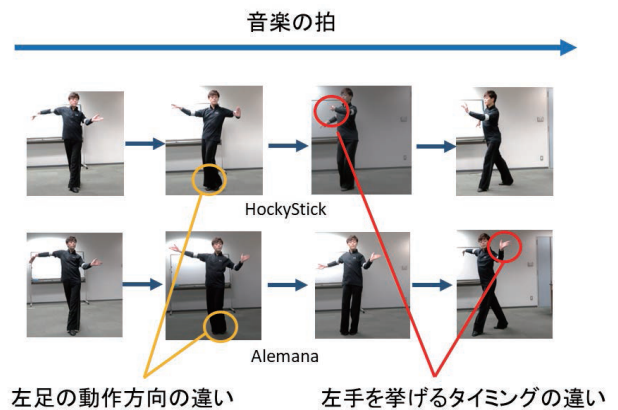 音楽の拍
HockyStick
Alemana
左足の動作方向の違い
左手を挙げるタイミングの違い